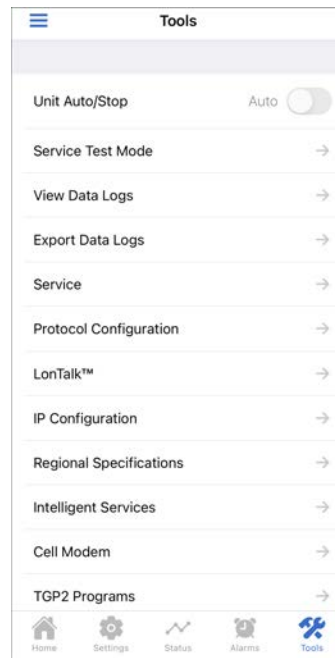 Tools
Unit Auto/Stop Auto
Service Test Mode
View Data Logs
Export Data Logs
Service
Protocol Configuration
LonTalk™
IP Configuration
Regional Specifications
Intelligent Services
Cell Modem
TGP2 Programs
Home Settings Status Alarms Tools